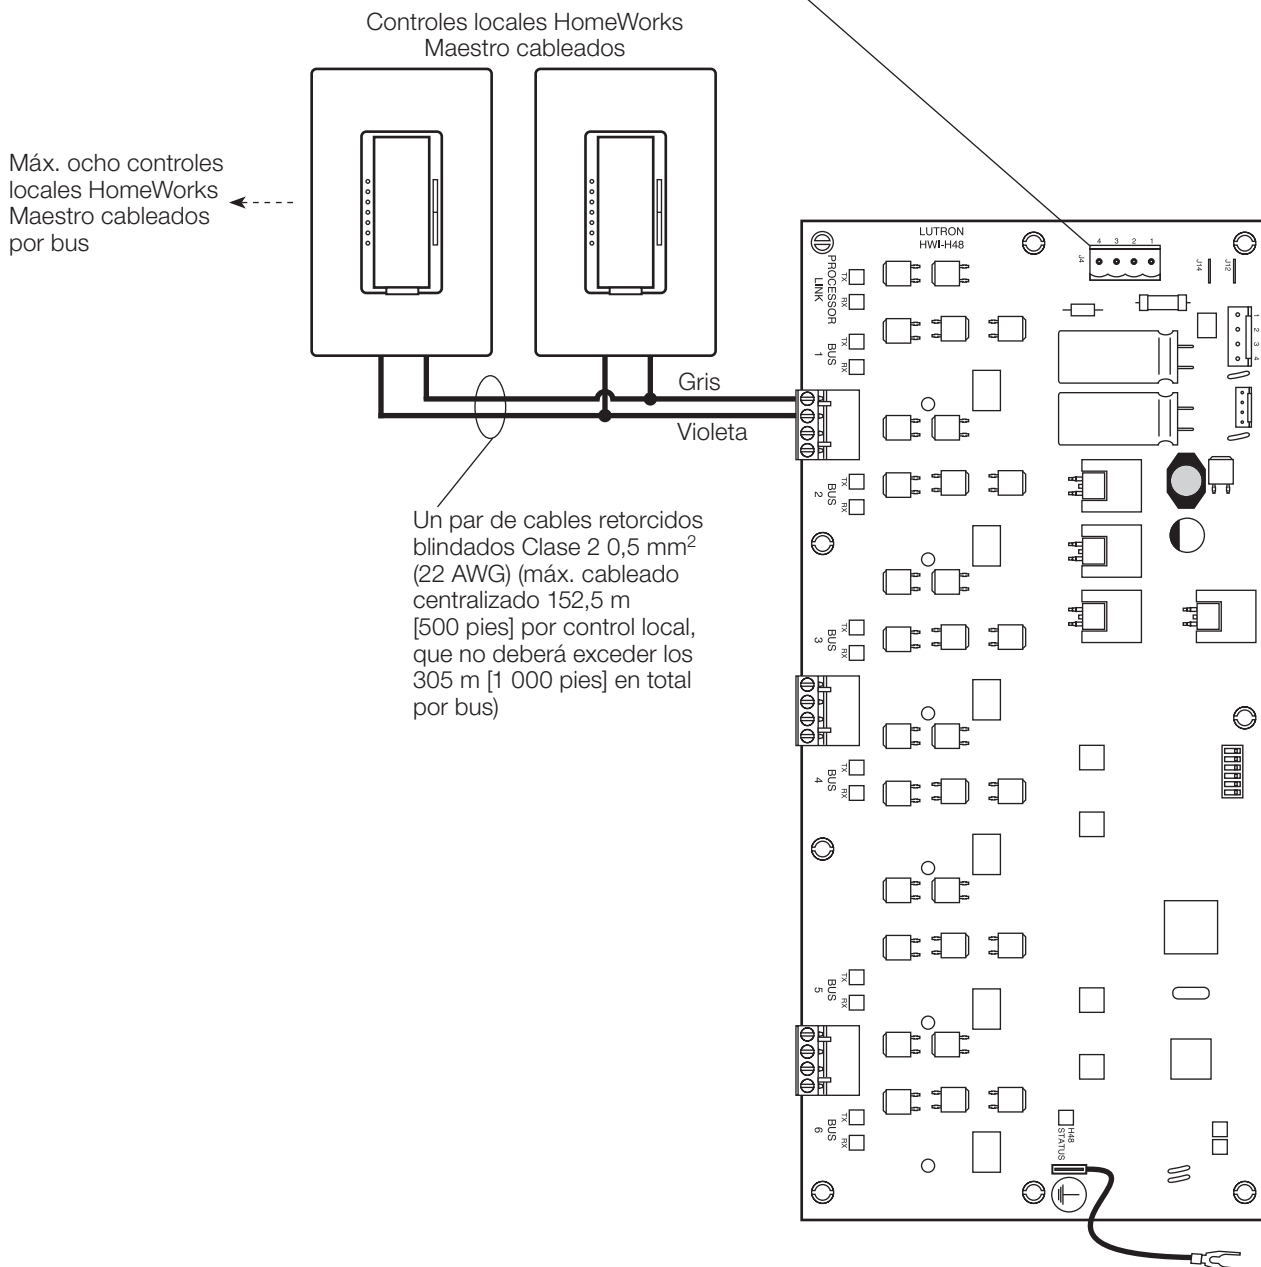 Controles locales HomeWorks
Maestro cableados
Máx. ocho controles
locales HomeWorks
Maestro cableados
por bus
Gris
Violeta
Un par de cables retorcidos
blindados Clase 2 0,5 mm²
(22 AWG) (máx. cableado
centralizado 152,5 m
[500 pies] por control local,
que no deberá exceder los
305 m [1 000 pies] en total
por bus)
LUTRON
HWI-H48
J4
4 3 2 1
J14
J12
1
2
3
4
PROCESSOR
LINK
TX
RX
BUS
1
TX
RX
BUS
2
TX
RX
BUS
3
TX
RX
BUS
4
TX
RX
BUS
5
TX
RX
BUS
6
TX
RX
H48
STATUS